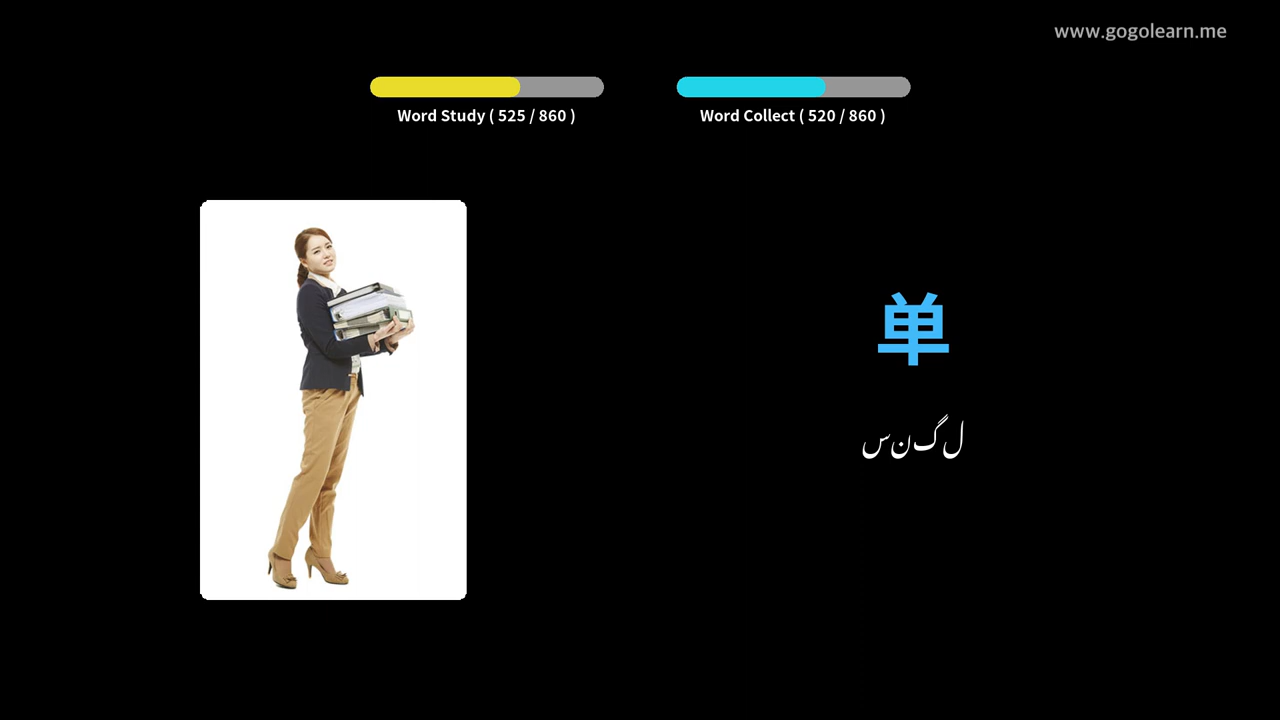 www.gogolearn.me
Word Study ( 525 / 860 )
Word Collect ( 520 / 860 )
单
ل گ ن س